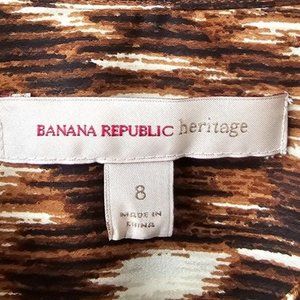 BANANA REPUBLIC heritage
8
MADE IN
CHINA